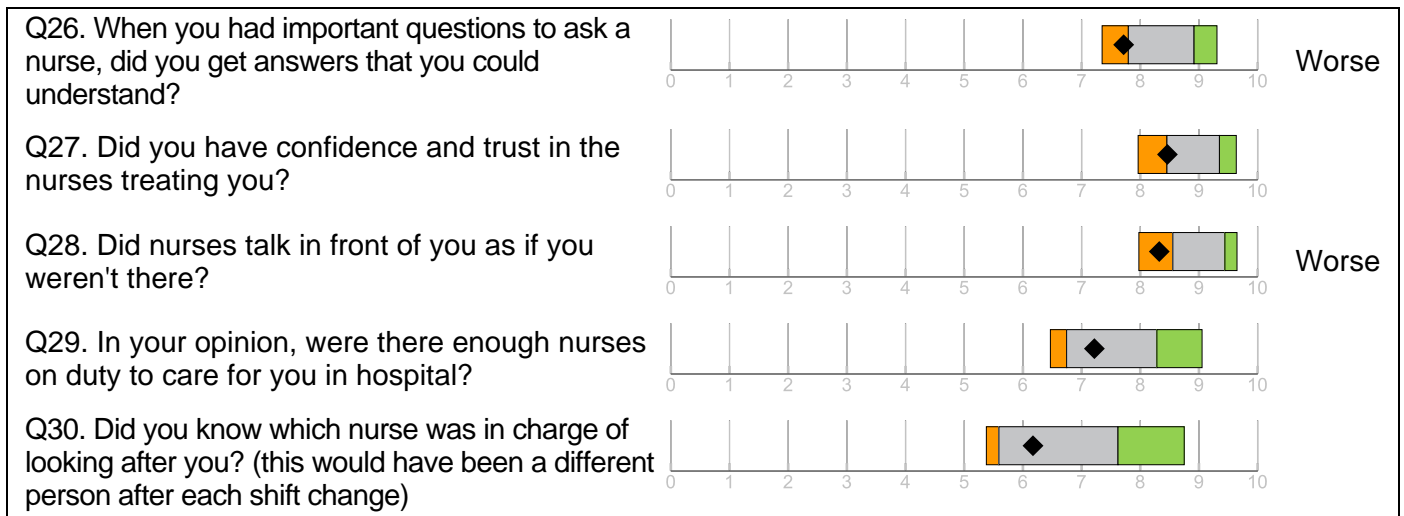 Q26. When you had important questions to ask a
nurse, did you get answers that you could
understand?
0 1 2 3 4 5 6 7 8 9 10
Worse
Q27. Did you have confidence and trust in the
nurses treating you?
0 1 2 3 4 5 6 7 8 9 10
Q28. Did nurses talk in front of you as if you
weren't there?
0 1 2 3 4 5 6 7 8 9 10
Worse
Q29. In your opinion, were there enough nurses
on duty to care for you in hospital?
0 1 2 3 4 5 6 7 8 9 10
Q30. Did you know which nurse was in charge of
looking after you? (this would have been a different
person after each shift change)
0 1 2 3 4 5 6 7 8 9 10